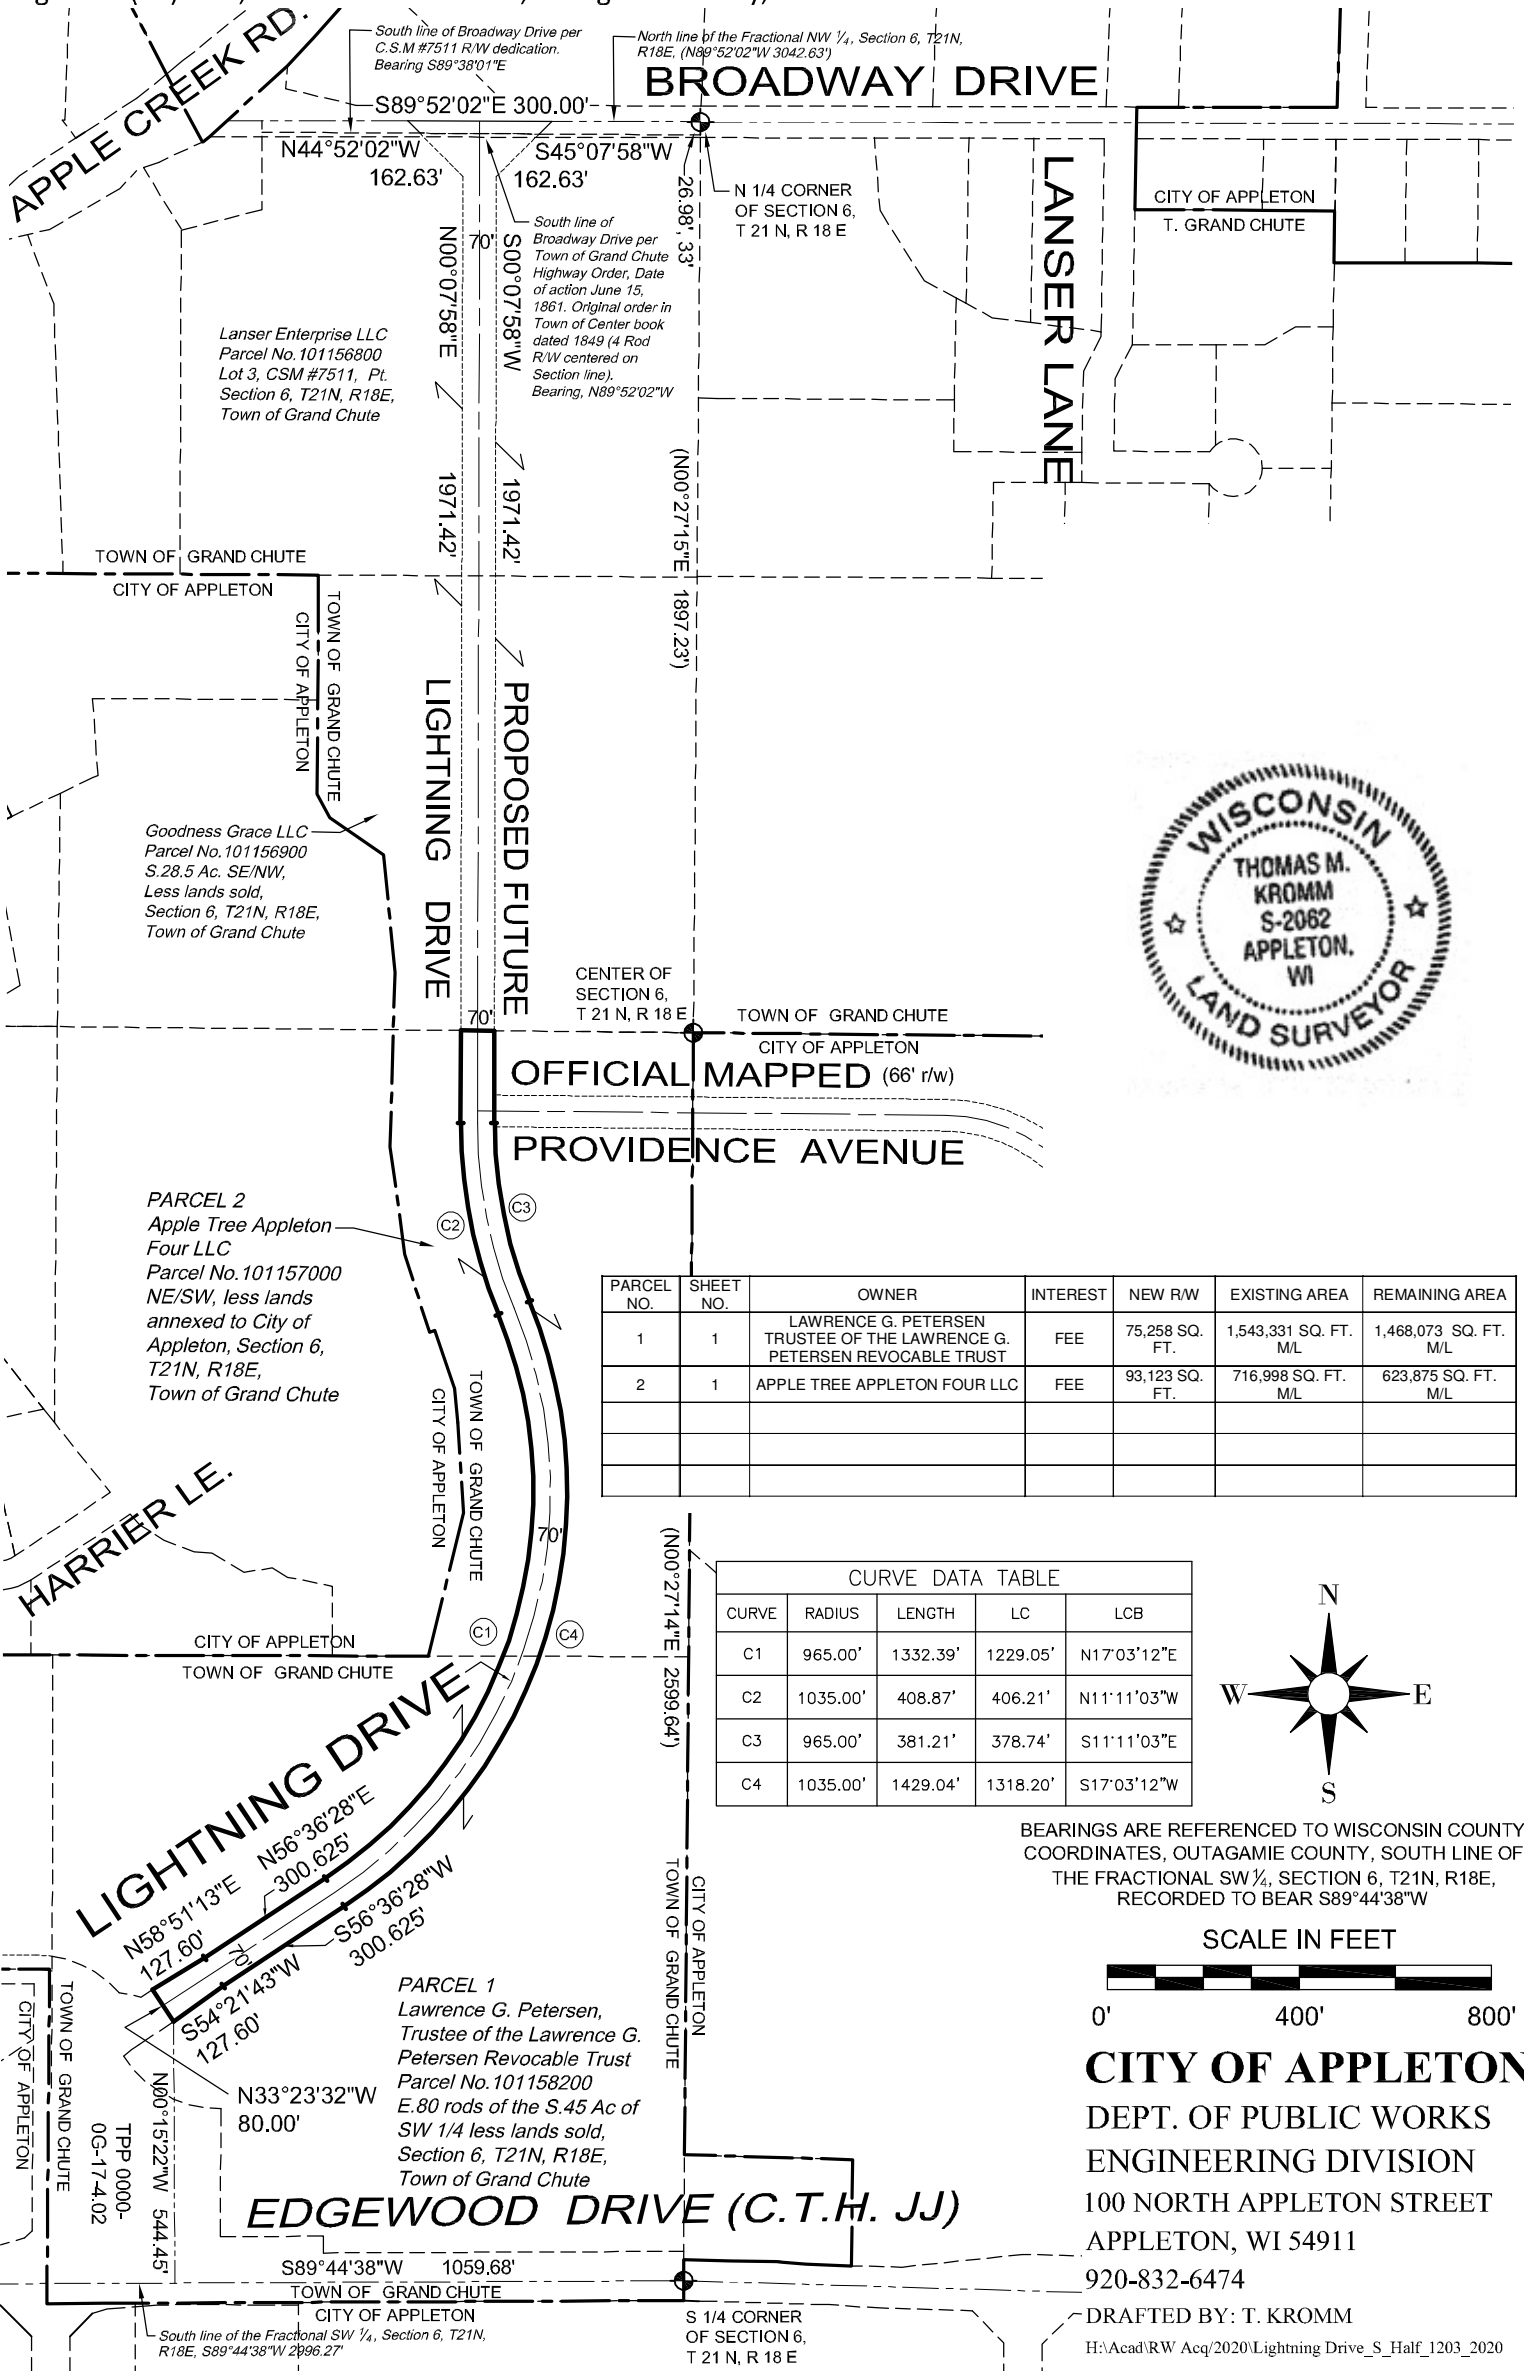 APPLE CREEK RD.
South line of Broadway Drive per
C.S.M #7511 R/W dedication.
Bearing S89°38'01"E
North line of the Fractional NW ¼, Section 6, T21N,
R18E, (N89°52'02"W 3042.63')
BROADWAY DRIVE
S89°52'02"E 300.00'
N44°52'02"W
162.63'
S45°07'58"W
162.63'
26.98', 33'
N 1/4 CORNER
OF SECTION 6,
T 21 N, R 18 E
LANSER LANE
CITY OF APPLETON
T. GRAND CHUTE
70'
N00°07'58"E
S00°07'58"W
South line of
Broadway Drive per
Town of Grand Chute
Highway Order, Date
of action June 15,
1861. Original order in
Town of Center book
dated 1849 (4 Rod
R/W centered on
Section line).
Bearing, N89°52'02"W
Lanser Enterprise LLC
Parcel No.101156800
Lot 3, CSM #7511, Pt.
Section 6, T21N, R18E,
Town of Grand Chute
1971.42'
1971.42'
(N00°27'15"E 1897.23')
TOWN OF GRAND CHUTE
CITY OF APPLETON
TOWN OF GRAND CHUTE
CITY OF APPLETON
PROPOSED FUTURE
LIGHTNING DRIVE
Goodness Grace LLC
Parcel No.101156900
S.28.5 Ac. SE/NW,
Less lands sold,
Section 6, T21N, R18E,
Town of Grand Chute
WISCONSIN
THOMAS M.
KROMM
S-2062
APPLETON,
WI
LAND SURVEYOR
CENTER OF
SECTION 6,
T 21 N, R 18 E
70'
TOWN OF GRAND CHUTE
CITY OF APPLETON
OFFICIAL MAPPED (66' r/w)
PROVIDENCE AVENUE
C2
C3
PARCEL 2
Apple Tree Appleton
Four LLC
Parcel No.101157000
NE/SW, less lands
annexed to City of
Appleton, Section 6,
T21N, R18E,
Town of Grand Chute
PARCEL NO. SHEET NO. OWNER INTEREST NEW R/W EXISTING AREA REMAINING AREA
1 1 LAWRENCE G. PETERSEN TRUSTEE OF THE LAWRENCE G. PETERSEN REVOCABLE TRUST FEE 75,258 SQ. FT. 1,543,331 SQ. FT. M/L 1,468,073 SQ. FT. M/L
2 1 APPLE TREE APPLETON FOUR LLC FEE 93,123 SQ. FT. 716,998 SQ. FT. M/L 623,875 SQ. FT. M/L
TOWN OF GRAND CHUTE
CITY OF APPLETON
HARRIER LE.
70'
(N00°27'14"E 2599.64')
CURVE DATA TABLE
CURVE RADIUS LENGTH LC LCB
C1 965.00' 1332.39' 1229.05' N17°03'12"E
C2 1035.00' 408.87' 406.21' N11°11'03"W
C3 965.00' 381.21' 378.74' S11°11'03"E
C4 1035.00' 1429.04' 1318.20' S17°03'12"W
N
W E
S
C1
C4
CITY OF APPLETON
TOWN OF GRAND CHUTE
LIGHTNING DRIVE
N56°36'28"E
300.625'
N58°51'13"E
127.60'
70'
S56°36'28"W
300.625'
S54°21'43"W
127.60'
BEARINGS ARE REFERENCED TO WISCONSIN COUNTY
COORDINATES, OUTAGAMIE COUNTY, SOUTH LINE OF
THE FRACTIONAL SW ¼, SECTION 6, T21N, R18E,
RECORDED TO BEAR S89°44'38"W
SCALE IN FEET
0' 400' 800'
CITY OF APPLETON
TOWN OF GRAND CHUTE
PARCEL 1
Lawrence G. Petersen,
Trustee of the Lawrence G.
Petersen Revocable Trust
Parcel No.101158200
E.80 rods of the S.45 Ac of
SW 1/4 less lands sold,
Section 6, T21N, R18E,
Town of Grand Chute
N33°23'32"W
80.00'
TOWN OF GRAND CHUTE
CITY OF APPLETON
TPP 0000-
0G-17-4.02
N00°15'22"W 544.45'
EDGEWOOD DRIVE (C.T.H. JJ)
S89°44'38"W 1059.68'
TOWN OF GRAND CHUTE
CITY OF APPLETON
South line of the Fractional SW ¼, Section 6, T21N,
R18E, S89°44'38"W 2996.27'
S 1/4 CORNER
OF SECTION 6,
T 21 N, R 18 E
CITY OF APPLETON
DEPT. OF PUBLIC WORKS
ENGINEERING DIVISION
100 NORTH APPLETON STREET
APPLETON, WI 54911
920-832-6474
DRAFTED BY: T. KROMM
H:\Acad\RW Acq/2020\Lightning Drive_S_Half_1203_2020